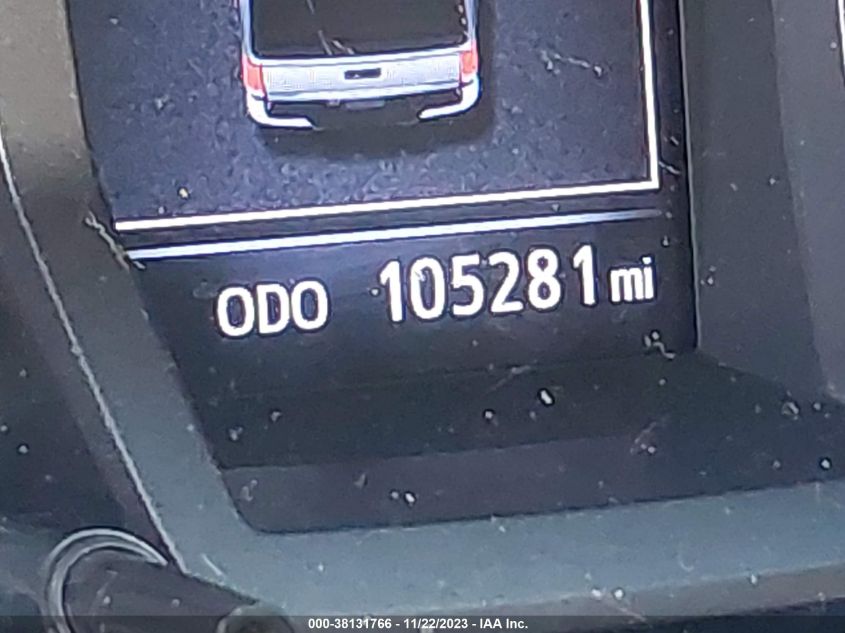 ODO 105281 mi
000-38131766 - 11/22/2023 - IAA Inc.